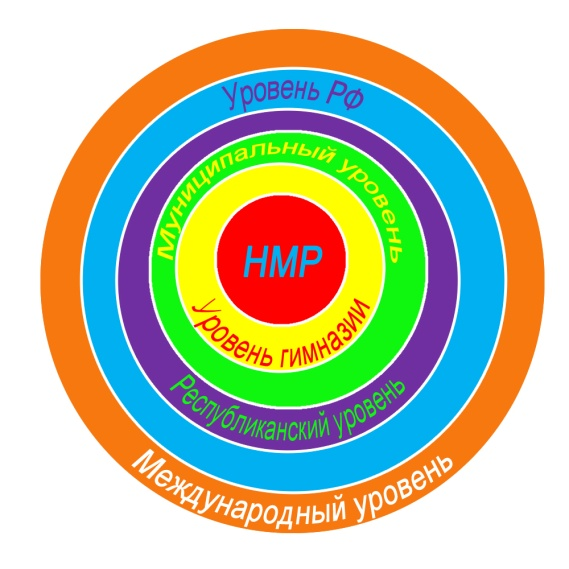 Уровень РФ
Муниципальный уровень
НМР
Уровень гимназии
Республиканский уровень
Международный уровень